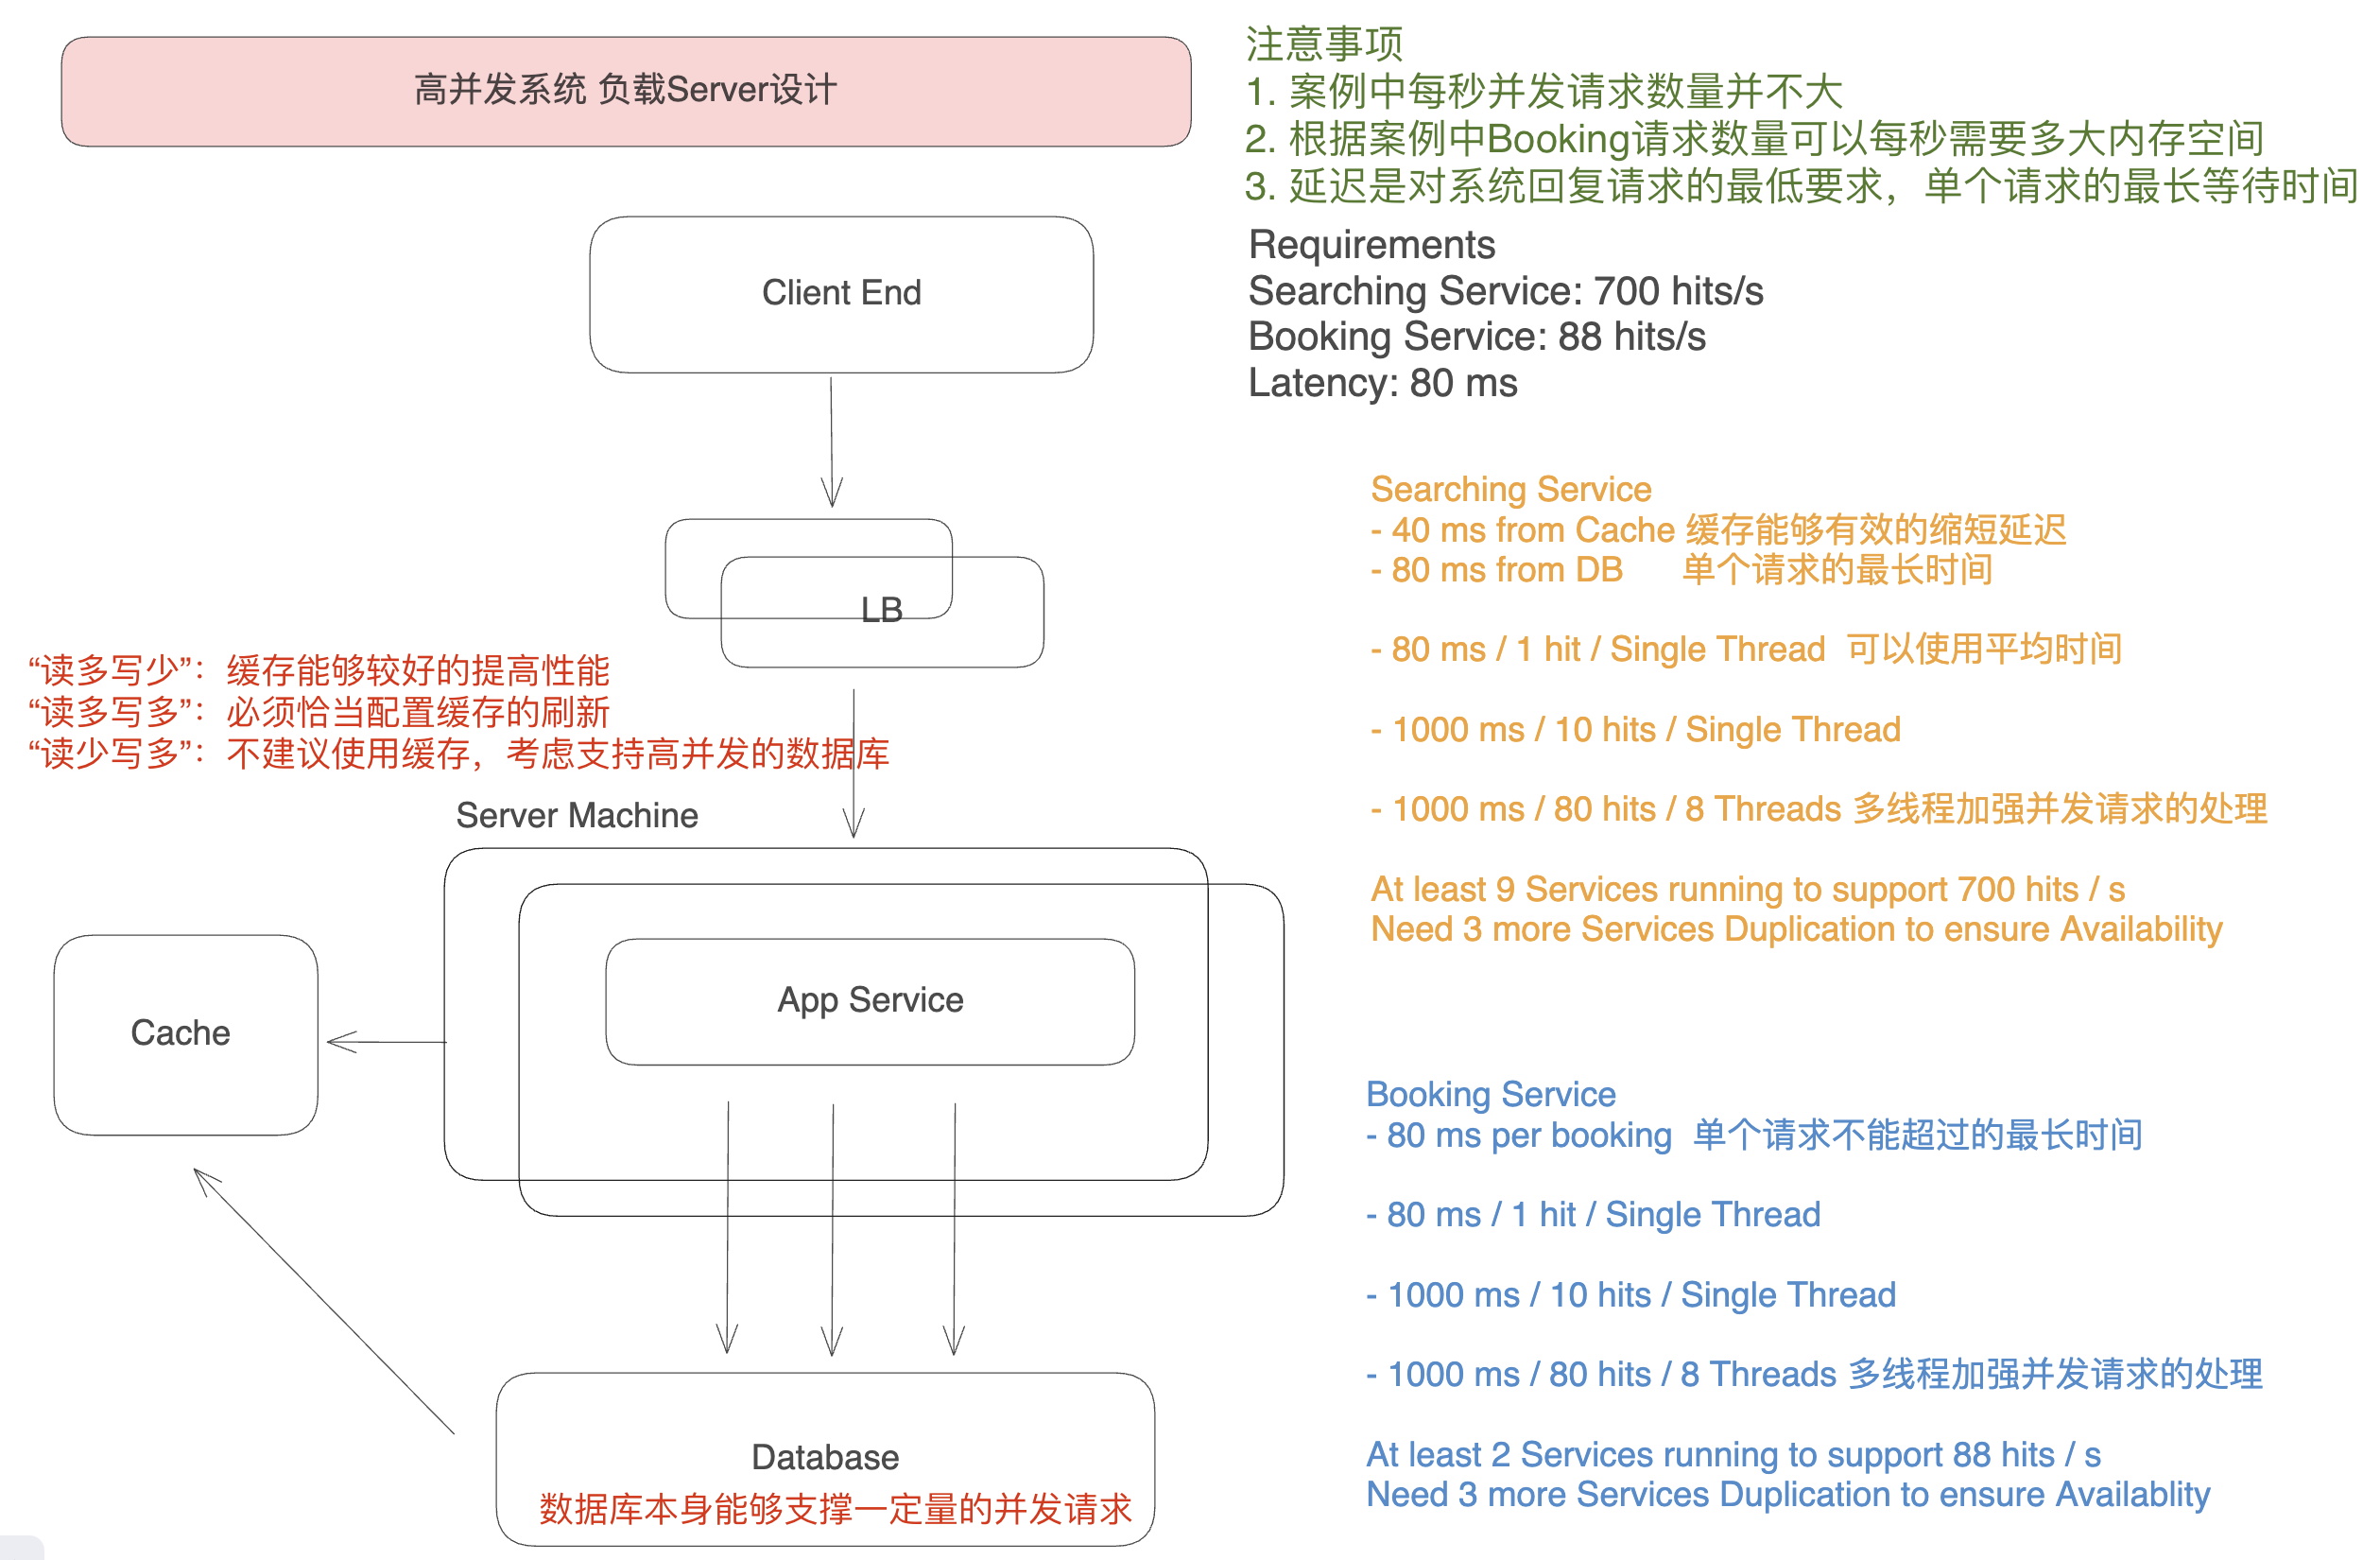 高并发系统 负载Server设计
注意事项
1. 案例中每秒并发请求数量并不大
2. 根据案例中Booking请求数量可以每秒需要多大内存空间
3. 延迟是对系统回复请求的最低要求，单个请求的最长等待时间
Requirements
Searching Service: 700 hits/s
Booking Service: 88 hits/s
Latency: 80 ms
Client End
LB
“读多写少”：缓存能够较好的提高性能
“读多写多”：必须恰当配置缓存的刷新
“读少写多”：不建议使用缓存，考虑支持高并发的数据库
Server Machine
App Service
Cache
Database
数据库本身能够支撑一定量的并发请求
Searching Service
- 40 ms from Cache 缓存能够有效的缩短延迟
- 80 ms from DB 单个请求的最长时间
- 80 ms / 1 hit / Single Thread 可以使用平均时间
- 1000 ms / 10 hits / Single Thread
- 1000 ms / 80 hits / 8 Threads 多线程加强并发请求的处理
At least 9 Services running to support 700 hits / s
Need 3 more Services Duplication to ensure Availability
Booking Service
- 80 ms per booking 单个请求不能超过的最长时间
- 80 ms / 1 hit / Single Thread
- 1000 ms / 10 hits / Single Thread
- 1000 ms / 80 hits / 8 Threads 多线程加强并发请求的处理
At least 2 Services running to support 88 hits / s
Need 3 more Services Duplication to ensure Availablity